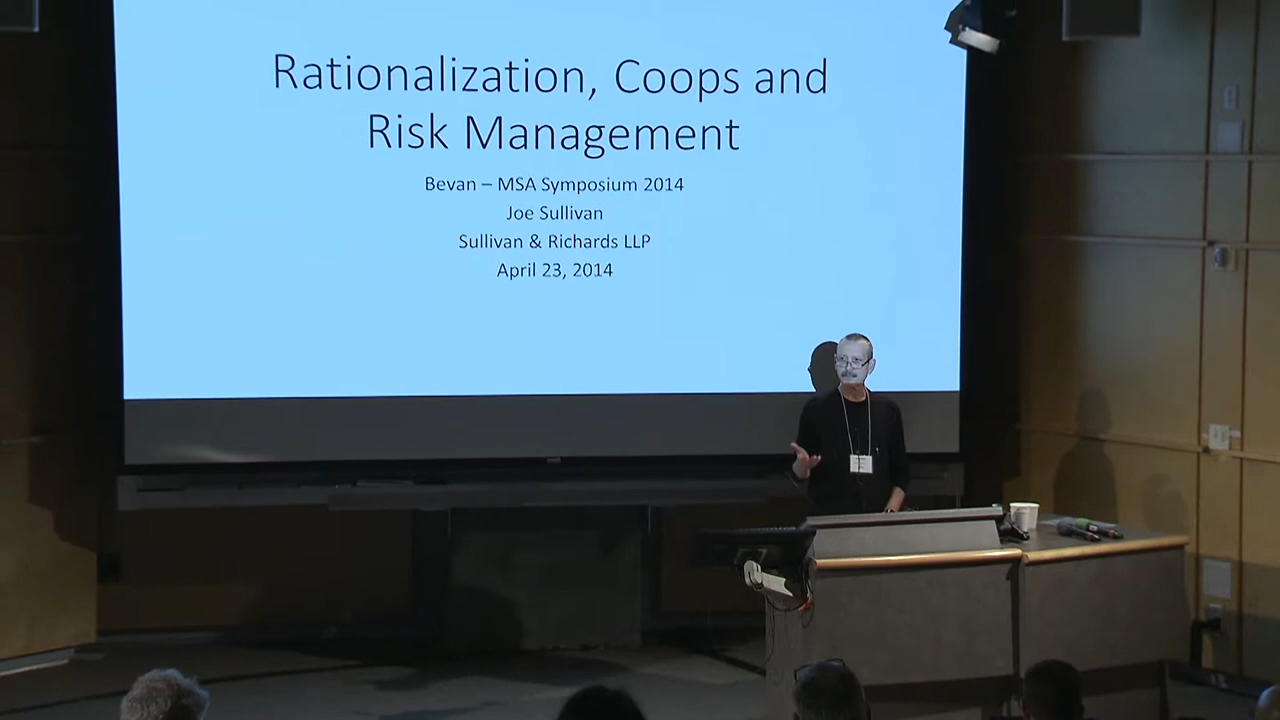 Rationalization, Coops and
Risk Management
Bevan – MSA Symposium 2014
Joe Sullivan
Sullivan & Richards LLP
April 23, 2014